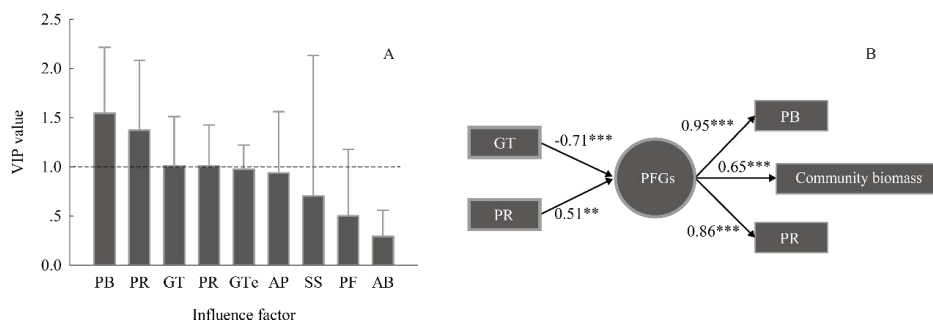 2.5
A
2.0
1.5
VIP value
1.0
.5
0.0
PB PR GT PR GTe AP SS PF AB
Influence factor
B
GT
-0.71***
PR
0.51**
PFGs
0.95***
PB
0.65***
Community biomass
0.86***
PR